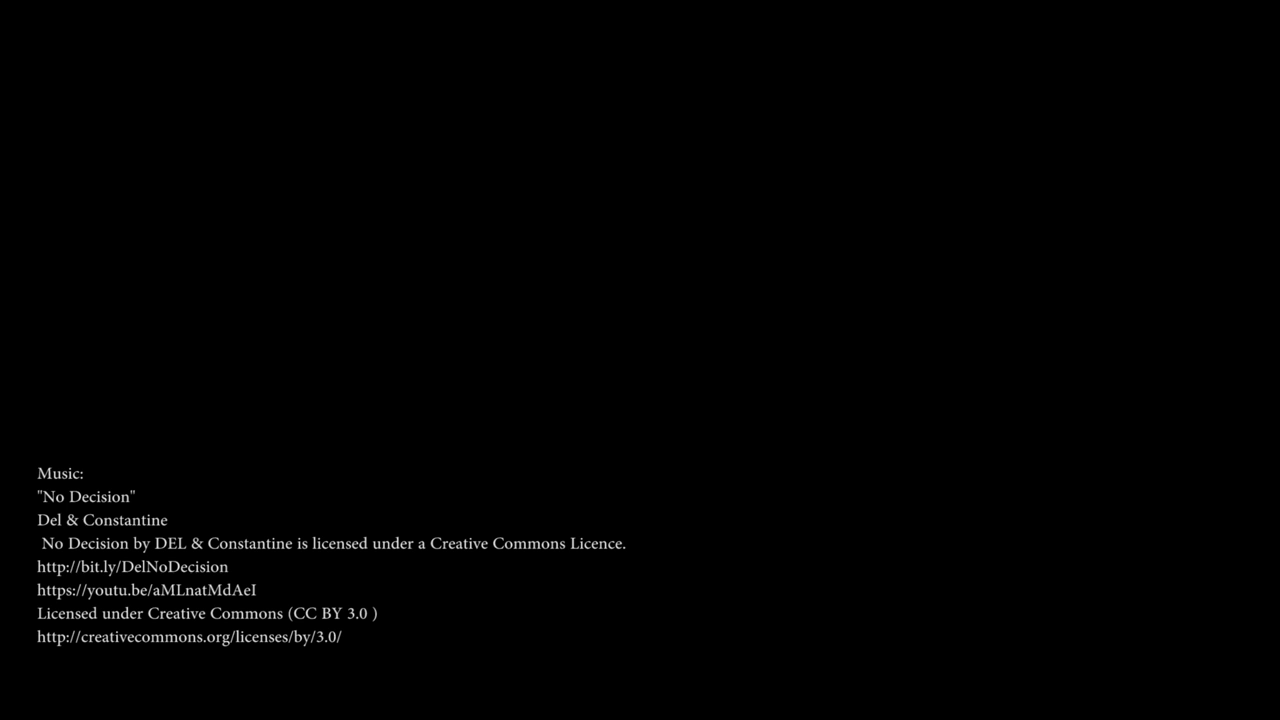 Music:
"No Decision"
Del & Constantine
No Decision by DEL & Constantine is licensed under a Creative Commons Licence.
http://bit.ly/DelNoDecision
https://youtu.be/aMLnatMdAeI
Licensed under Creative Commons (CC BY 3.0 )
http://creativecommons.org/licenses/by/3.0/